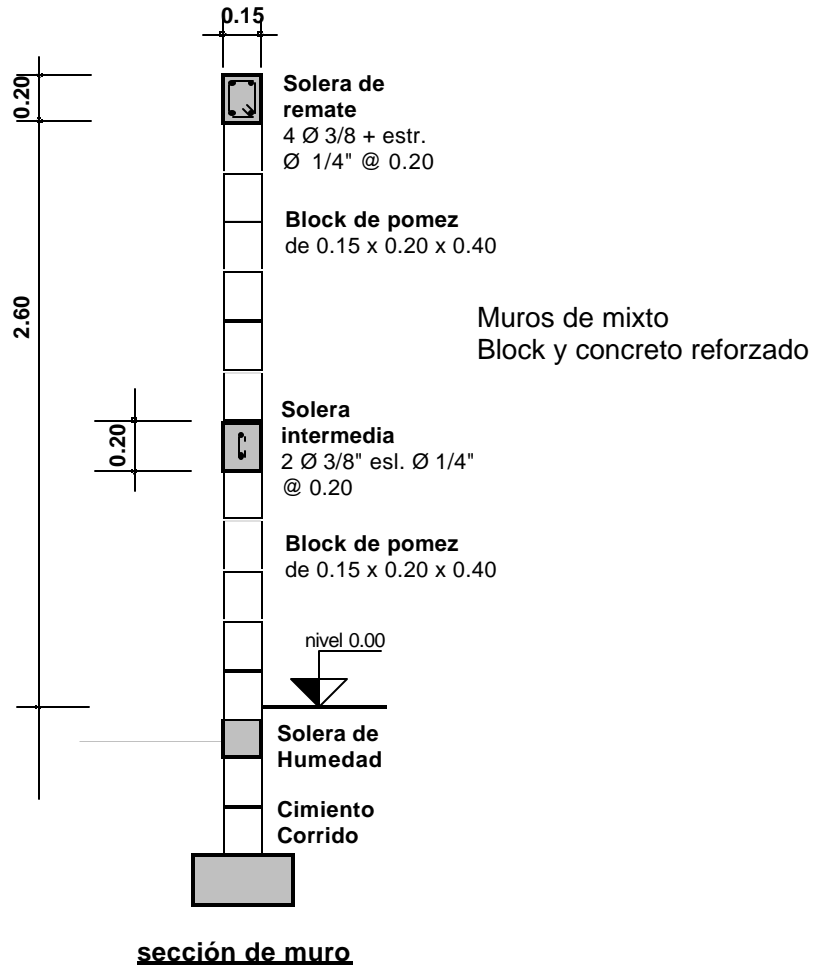 0.15
0.20
Solera de
remate
4 Ø 3/8 + estr.
Ø 1/4" @ 0.20
Block de pomez
de 0.15 x 0.20 x 0.40
2.60
Muros de mixto
Block y concreto reforzado
0.20
Solera
intermedia
2 Ø 3/8" esl. Ø 1/4"
@ 0.20
Block de pomez
de 0.15 x 0.20 x 0.40
nivel 0.00
Solera de
Humedad
Cimiento
Corrido
sección de muro